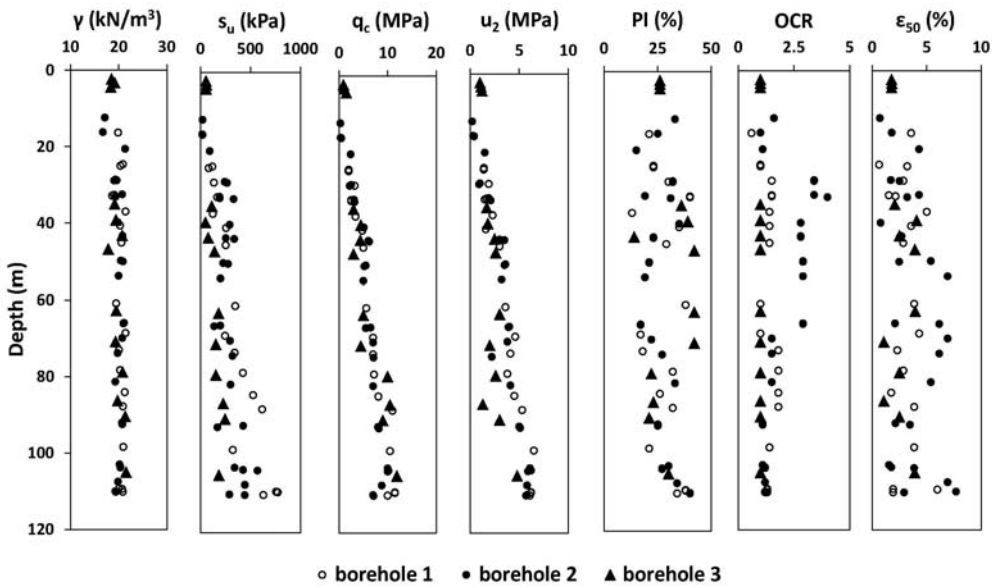 γ (kN/m³) s_u (kPa) q_c (MPa) u_2 (MPa) PI (%) OCR ε_50 (%)
10 20 30 0 500 1000 0 10 20 0 5 10 0 25 50 0 2.5 5 0 5 10
0
20
40
60
80
100
120
Depth (m)
○ borehole 1 ● borehole 2 ▲ borehole 3